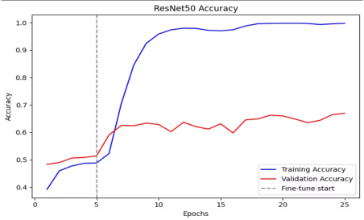 ResNet50 Accuracy
1.0
0.9
0.8
0.7
0.6
0.5
0.4
Accuracy
Training Accuracy
Validation Accuracy
Fine-tune start
0 5 10 15 20 25
Epochs